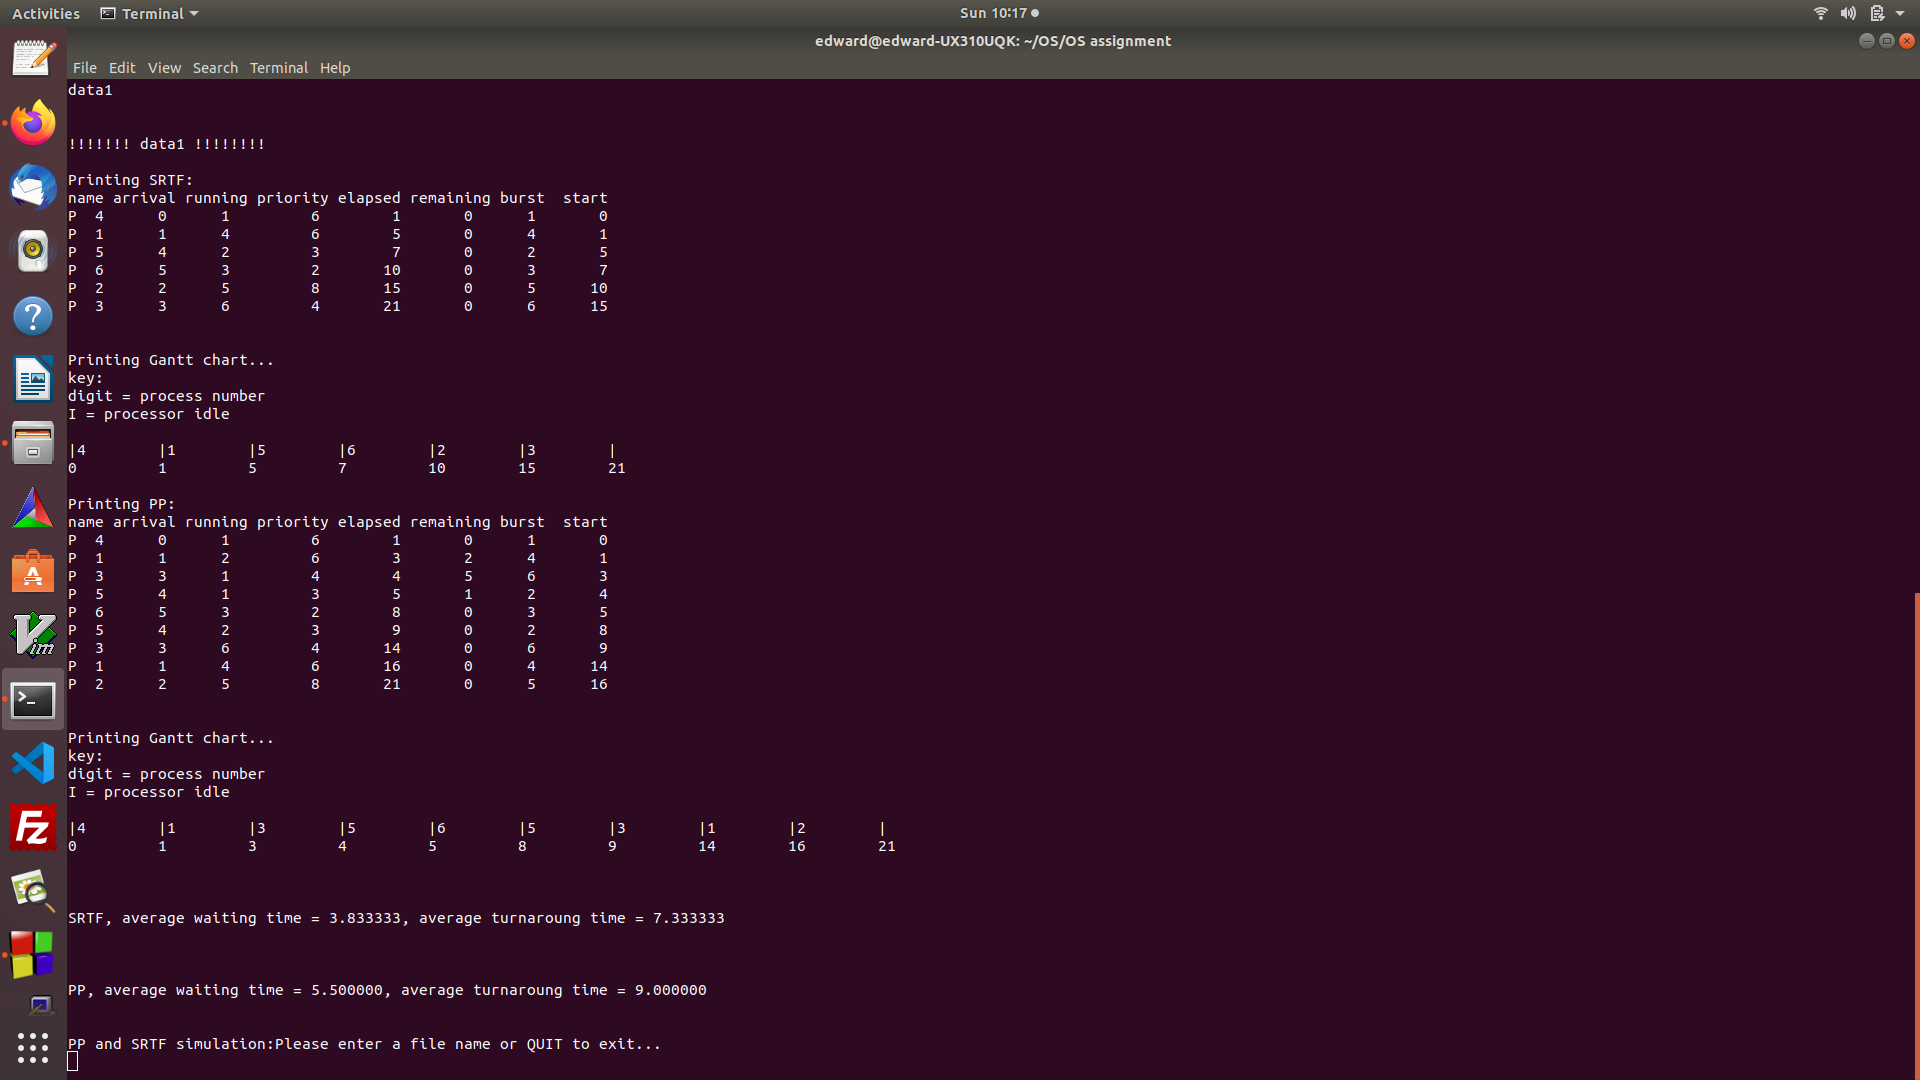 Activities Terminal Sun 10:17
edward@edward-UX310UQK: ~/OS/OS assignment
File Edit View Search Terminal Help
data1
!!!!!!! data1 !!!!!!!!
Printing SRTF:
name arrival running priority elapsed remaining burst  start
P  4      0      1         6        1       0      1       0
P  1      1      4         6        5       0      4       1
P  5      4      2         3        7       0      2       5
P  6      5      3         2       10       0      3       7
P  2      2      5         8       15       0      5      10
P  3      3      6         4       21       0      6      15
Printing Gantt chart...
key:
digit = process number
I = processor idle
|4        |1        |5        |6        |2        |3        |
0         1         5         7         10        15        21
Printing PP:
name arrival running priority elapsed remaining burst  start
P  4      0      1         6        1       0      1       0
P  1      1      2         6        3       2      4       1
P  3      3      1         4        4       5      6       3
P  5      4      1         3        5       1      2       4
P  6      5      3         2        8       0      3       5
P  5      4      2         3        9       0      2       8
P  3      3      6         4       14       0      6       9
P  1      1      4         6       16       0      4      14
P  2      2      5         8       21       0      5      16
Printing Gantt chart...
key:
digit = process number
I = processor idle
|4        |1        |3        |5        |6        |5        |3        |1        |2        |
0         1         3         4         5         8         9         14        16        21
SRTF, average waiting time = 3.833333, average turnaroung time = 7.333333
PP, average waiting time = 5.500000, average turnaroung time = 9.000000
PP and SRTF simulation:Please enter a file name or QUIT to exit...